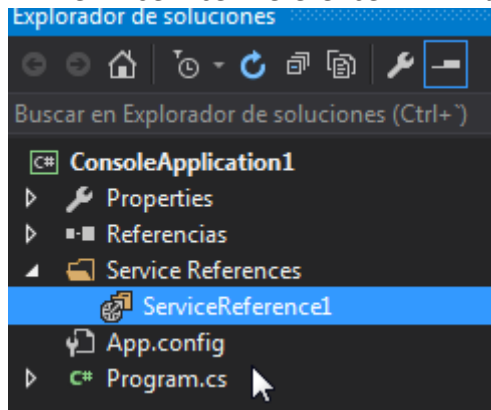 Explorador de soluciones
Buscar en Explorador de soluciones (Ctrl+`)
C# ConsoleApplication1
Properties
Referencias
Service References
ServiceReference1
App.config
C# Program.cs